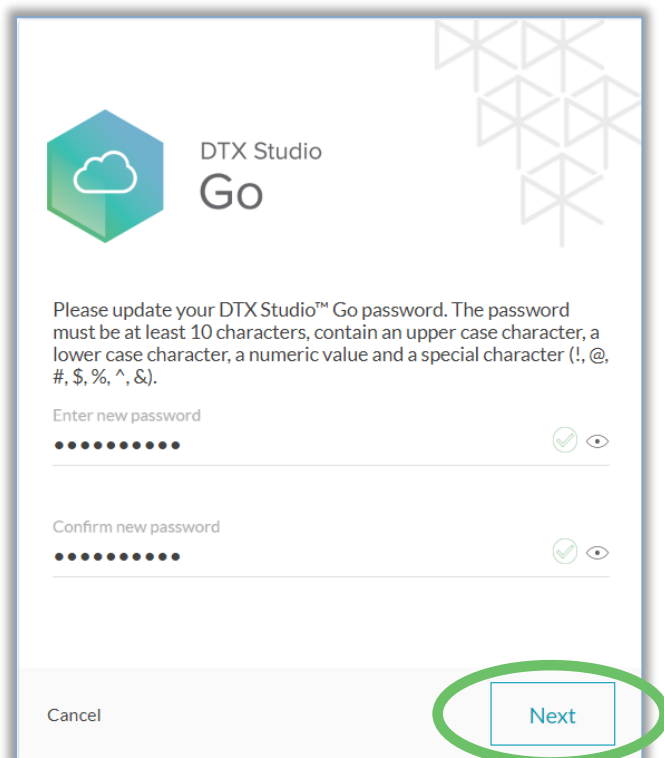 DTX Studio
Go
Please update your DTX Studio™ Go password. The password
must be at least 10 characters, contain an upper case character, a
lower case character, a numeric value and a special character (!, @,
#, $, %, ^, &).
Enter new password
••••••••••
Confirm new password
••••••••••
Cancel
Next